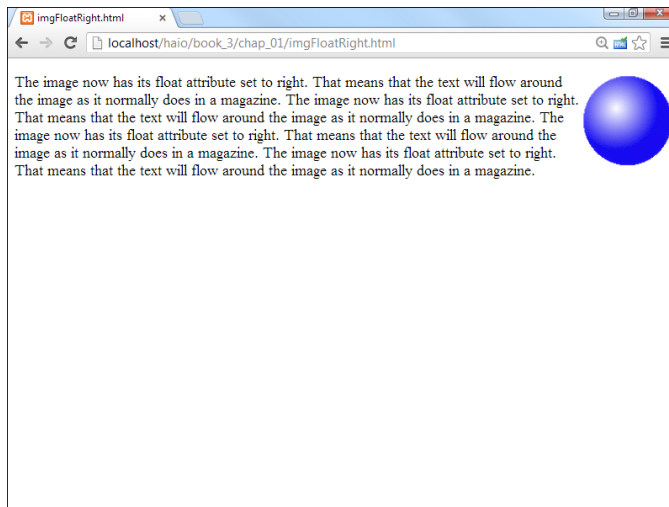 imgFloatRight.html
localhost/haio/book_3/chap_01/imgFloatRight.html
The image now has its float attribute set to right. That means that the text will flow around
the image as it normally does in a magazine. The image now has its float attribute set to right.
That means that the text will flow around the image as it normally does in a magazine. The
image now has its float attribute set to right. That means that the text will flow around the
image as it normally does in a magazine. The image now has its float attribute set to right.
That means that the text will flow around the image as it normally does in a magazine.